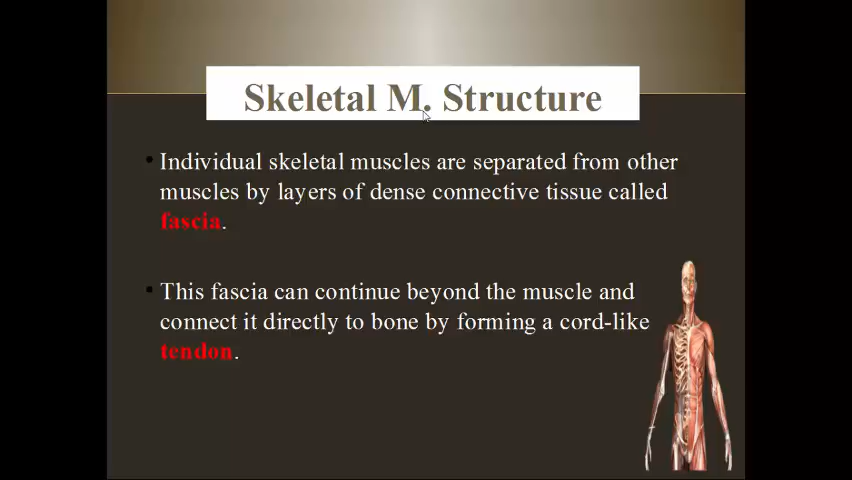 Skeletal M. Structure
• Individual skeletal muscles are separated from other
muscles by layers of dense connective tissue called
fascia.
• This fascia can continue beyond the muscle and
connect it directly to bone by forming a cord-like
tendon.